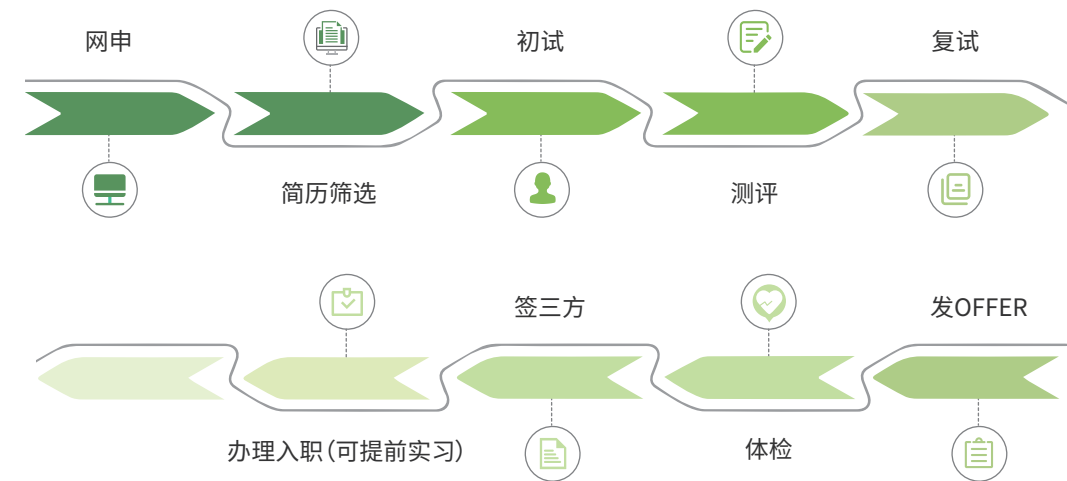 网申
简历筛选
初试
测评
复试
发OFFER
体检
签三方
办理入职（可提前实习）